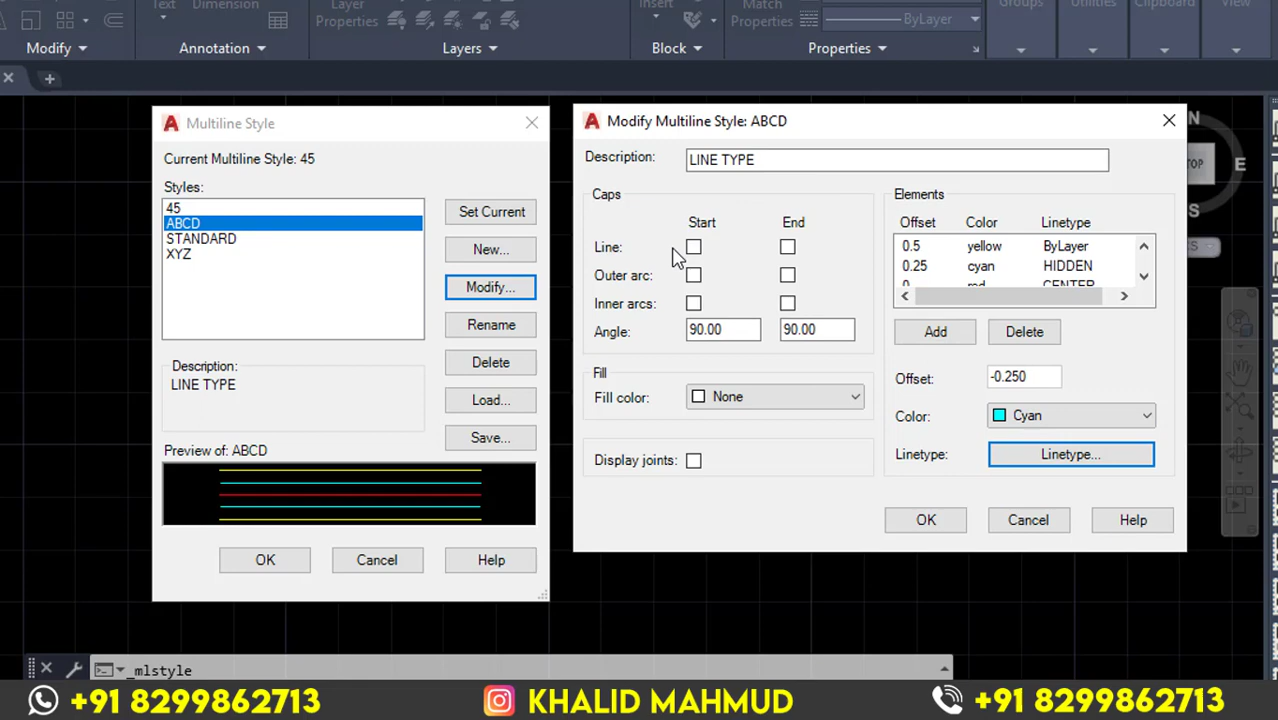 Text
Dimension
Layer
Properties
Insert
Match
Properties
ByLayer
Groups
Utilities
Clipboard
View
Modify
Annotation
Layers
Block
Properties
Multiline Style
Current Multiline Style: 45
Styles:
45
ABCD
STANDARD
XYZ
Set Current
New...
Modify...
Rename
Delete
Load...
Save...
Description:
LINE TYPE
Preview of: ABCD
OK
Cancel
Help
Modify Multiline Style: ABCD
Description:
LINE TYPE
Caps
Start
End
Line:
Outer arc:
Inner arcs:
Angle:
90.00
90.00
Fill
Fill color:
None
Display joints:
Elements
Offset
Color
Linetype
0.5
yellow
ByLayer
0.25
cyan
HIDDEN
0
red
CENTER
Add
Delete
Offset:
-0.250
Color:
Cyan
Linetype:
Linetype...
OK
Cancel
Help
N
TOP
E
S
_mlstyle
+91 8299862713
KHALID MAHMUD
+91 8299862713